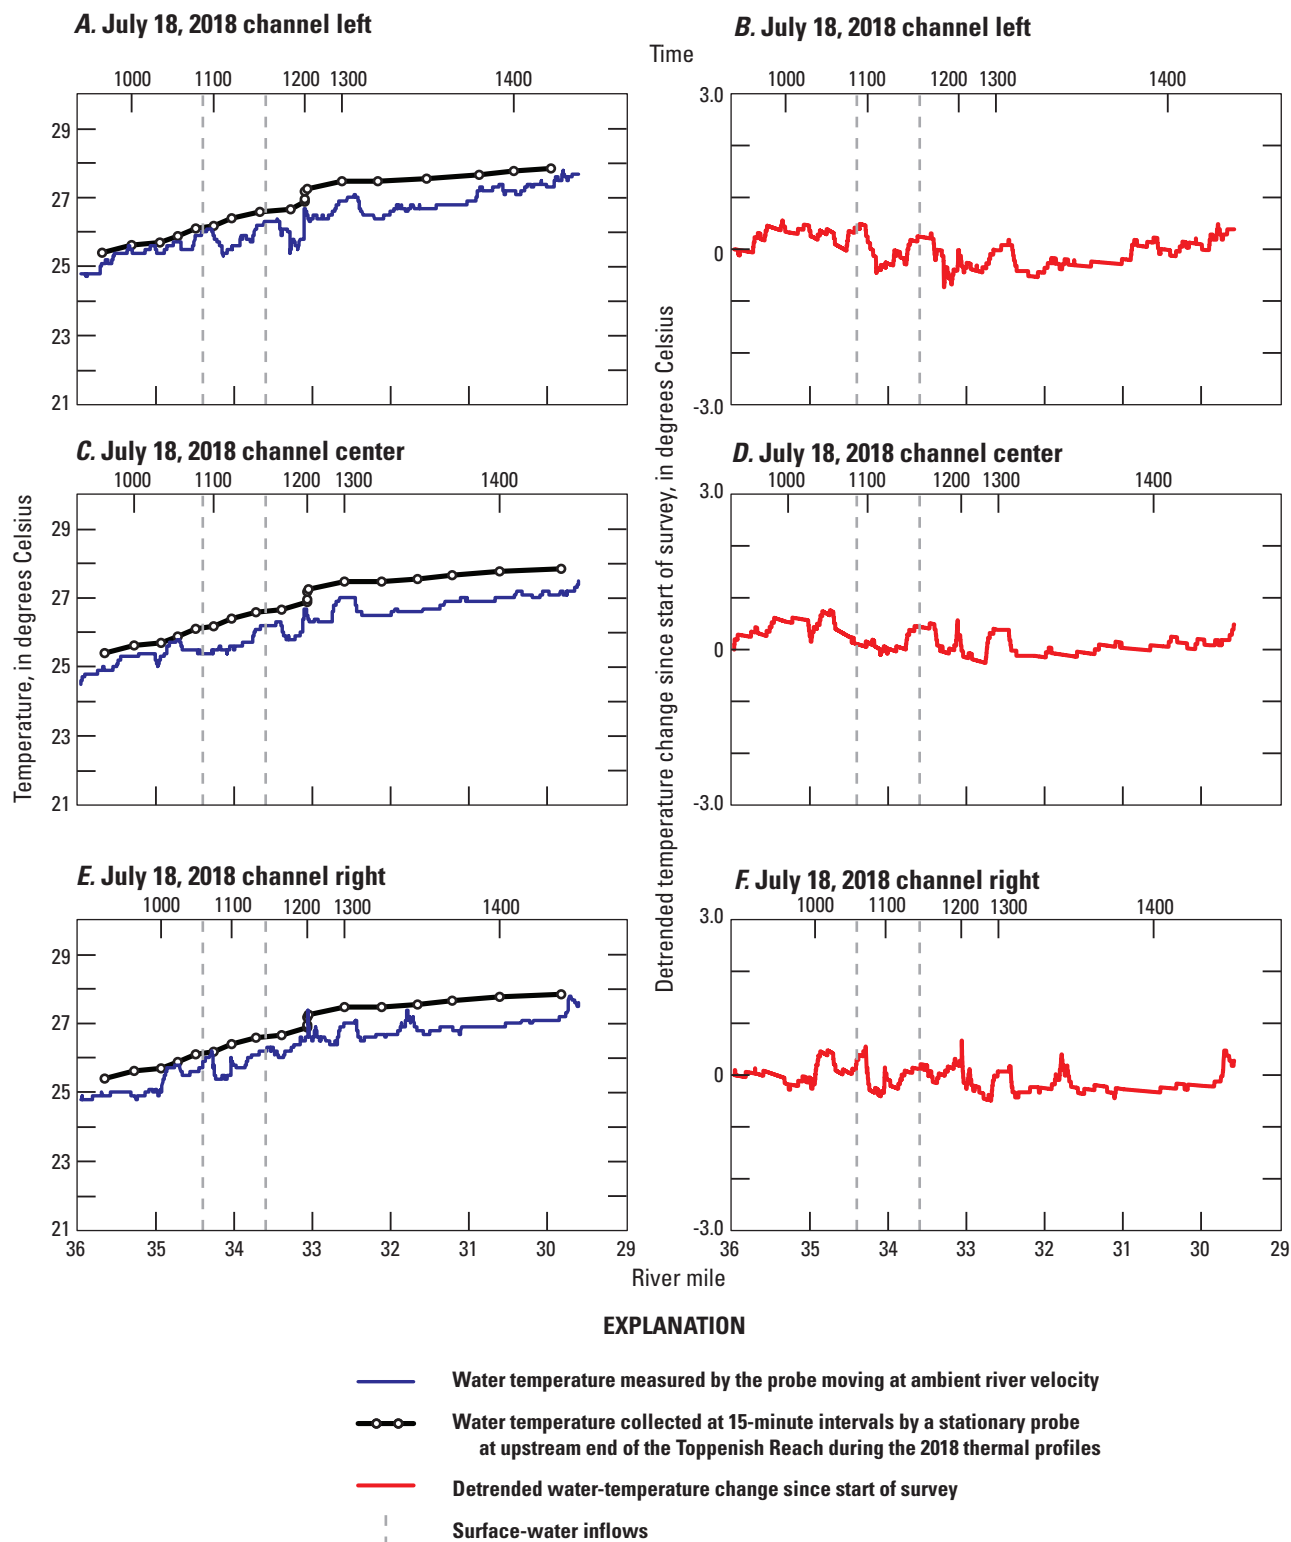 A. July 18, 2018 channel left
B. July 18, 2018 channel left
Time
1000 1100 1200 1300 1400
1000 1100 1200 1300 1400
29
27
25
23
21
3.0
0
-3.0
C. July 18, 2018 channel center
D. July 18, 2018 channel center
1000 1100 1200 1300 1400
1000 1100 1200 1300 1400
29
27
25
23
21
3.0
0
-3.0
Temperature, in degrees Celsius
Detrended temperature change since start of survey, in degrees Celsius
E. July 18, 2018 channel right
F. July 18, 2018 channel right
1000 1100 1200 1300 1400
1000 1100 1200 1300 1400
29
27
25
23
21
3.0
0
-3.0
36 35 34 33 32 31 30 29
36 35 34 33 32 31 30 29
River mile
EXPLANATION
Water temperature measured by the probe moving at ambient river velocity
Water temperature collected at 15-minute intervals by a stationary probe
at upstream end of the Toppenish Reach during the 2018 thermal profiles
Detrended water-temperature change since start of survey
Surface-water inflows